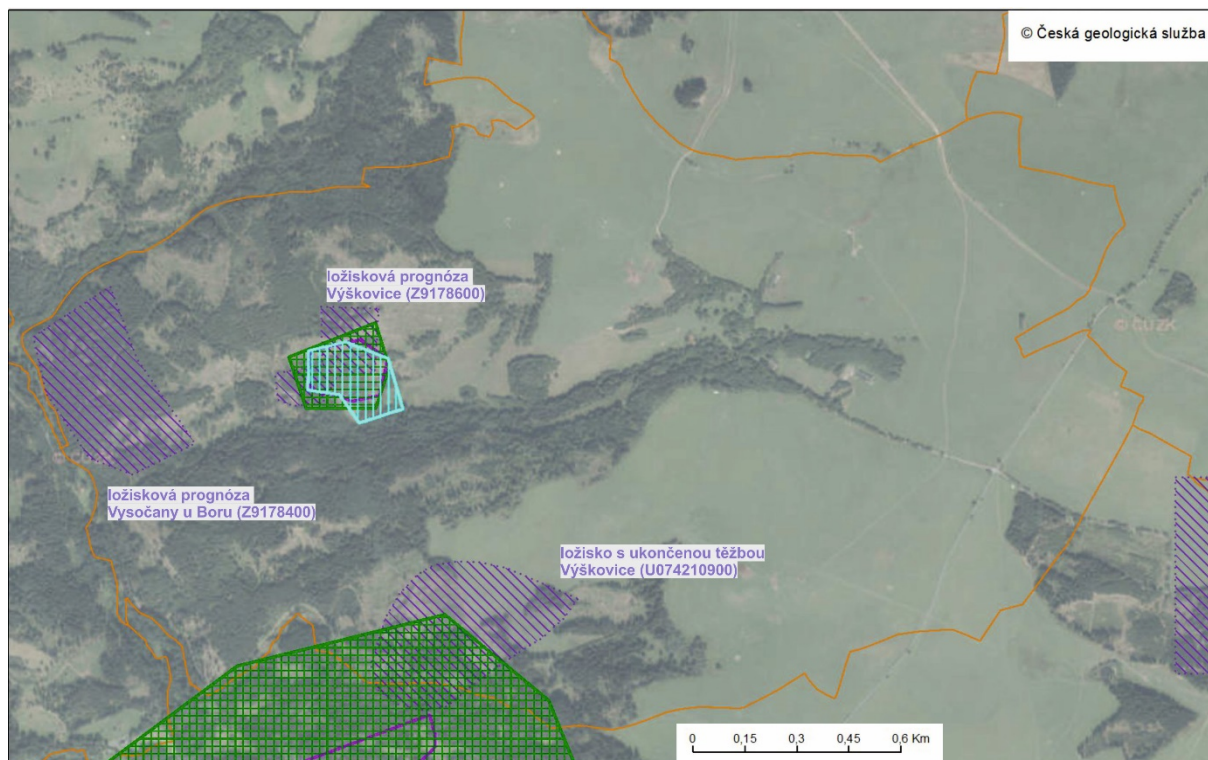 © Česká geologická služba
ložisková prognóza
Výškovice (Z9178600)
© ČÚZK
© ČÚZK
ložisková prognóza
Vysočany u Boru (Z9178400)
ložisko s ukončenou těžbou
Výškovice (U074210900)
0 0,15 0,3 0,45 0,6 Km